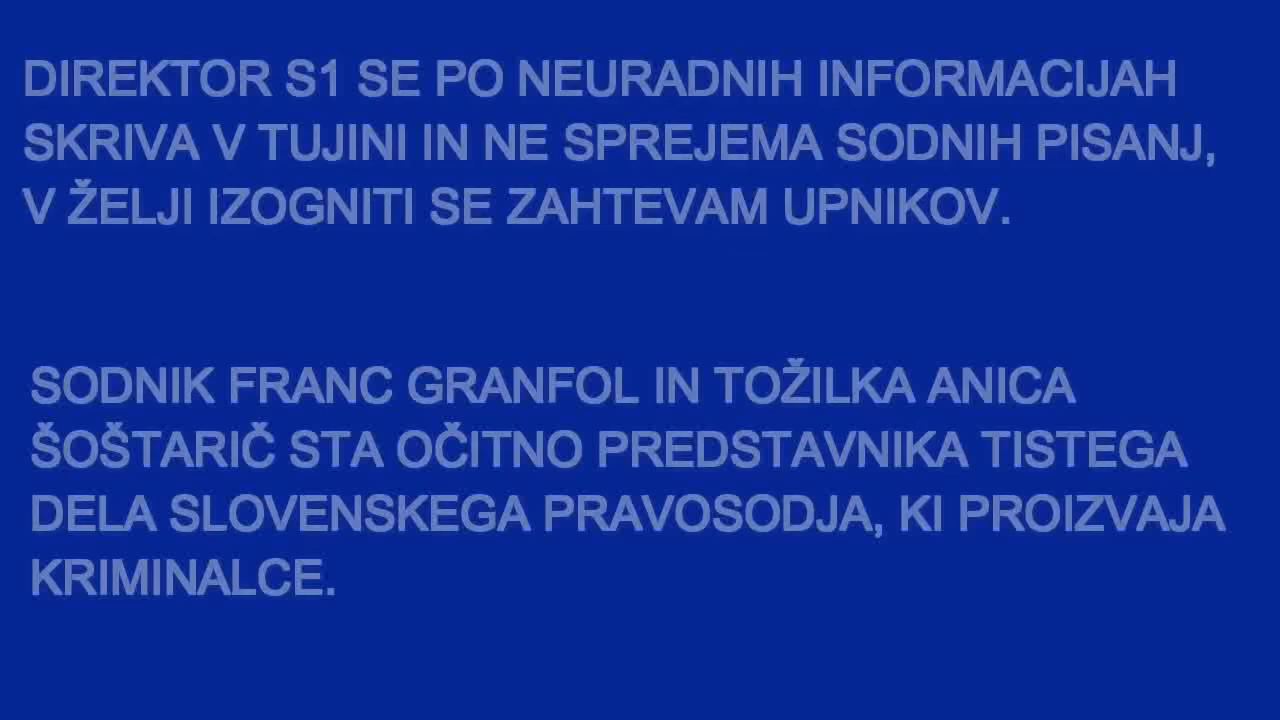 DIREKTOR S1 SE PO NEURADNIH INFORMACIJAH
SKRIVA V TUJINI IN NE SPREJEMA SODNIH PISANJ,
V ŽELJI IZOGNITI SE ZAHTEVAM UPNIKOV.
SODNIK FRANC GRANFOL IN TOŽILKA ANICA
ŠOŠTARIČ STA OČITNO PREDSTAVNIKA TISTEGA
DELA SLOVENSKEGA PRAVOSODJA, KI PROIZVAJA
KRIMINALCE.